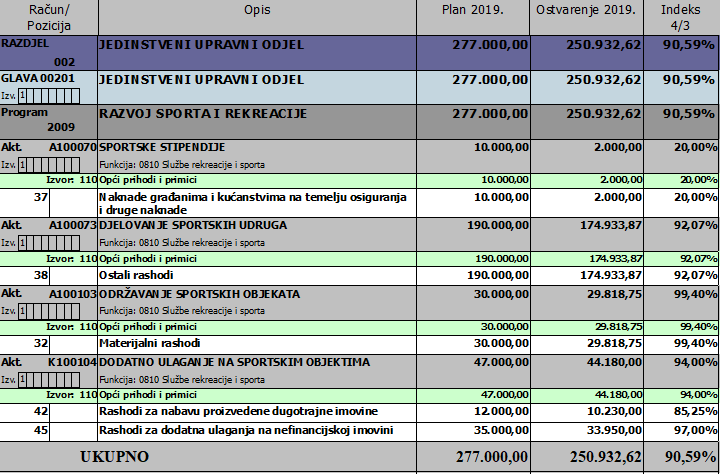 Račun/ Pozicija Opis Plan 2019. Ostvarenje 2019. Indeks 4/3
RAZDJEL 002 JEDINSTVENI UPRAVNI ODJEL 277.000,00 250.932,62 90,59%
GLAVA 00201 JEDINSTVENI UPRAVNI ODJEL 277.000,00 250.932,62 90,59%
Izv. 1
Program 2009 RAZVOJ SPORTA I REKREACIJE 277.000,00 250.932,62 90,59%
Akt. A100070 SPORTSKE STIPENDIJE 10.000,00 2.000,00 20,00%
Izv. 1 Funkcija: 0810 Službe rekreacije i sporta
Izvor: 110 Opći prihodi i primici 10.000,00 2.000,00 20,00%
37 Naknade građanima i kućanstvima na temelju osiguranja 10.000,00 2.000,00 20,00%
i druge naknade
Akt. A100073 DJELOVANJE SPORTSKIH UDRUGA 190.000,00 174.933,87 92,07%
Izv. 1 Funkcija: 0810 Službe rekreacije i sporta
Izvor: 110 Opći prihodi i primici 190.000,00 174.933,87 92,07%
38 Ostali rashodi 190.000,00 174.933,87 92,07%
Akt. A100103 ODRŽAVANJE SPORTSKIH OBJEKATA 30.000,00 29.818,75 99,40%
Izv. 1 Funkcija: 0810 Službe rekreacije i sporta
Izvor: 110 Opći prihodi i primici 30.000,00 29.818,75 99,40%
32 Materijalni rashodi 30.000,00 29.818,75 99,40%
Akt. K100104 DODATNO ULAGANJE NA SPORTSKIM OBJEKTIMA 47.000,00 44.180,00 94,00%
Izv. 1 Funkcija: 0810 Službe rekreacije i sporta
Izvor: 110 Opći prihodi i primici 47.000,00 44.180,00 94,00%
42 Rashodi za nabavu proizvedene dugotrajne imovine 12.000,00 10.230,00 85,25%
45 Rashodi za dodatna ulaganja na nefinancijskoj imovini 35.000,00 33.950,00 97,00%
UKUPNO 277.000,00 250.932,62 90,59%